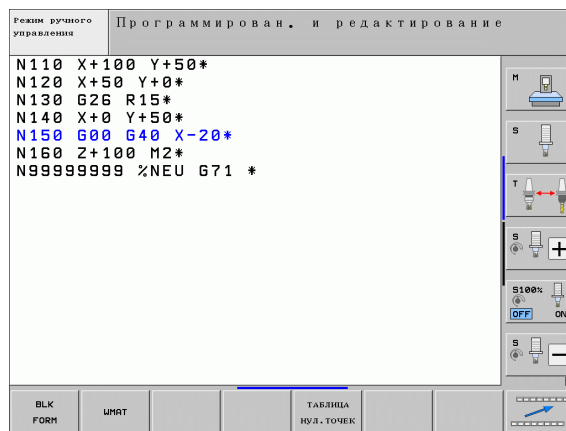 Режим ручного
управления
Программирован. и редактирование
N110 X+100 Y+50*
N120 X+50 Y+0*
N130 G26 R15*
N140 X+0 Y+50*
N150 G00 G40 X-20*
N160 Z+100 M2*
N99999999 %NEU G71 *
M
S
T
S
+
S100%
OFF ON
S
-
BLK
FORM
WMAT
ТАБЛИЦА
НУЛ.ТОЧЕК